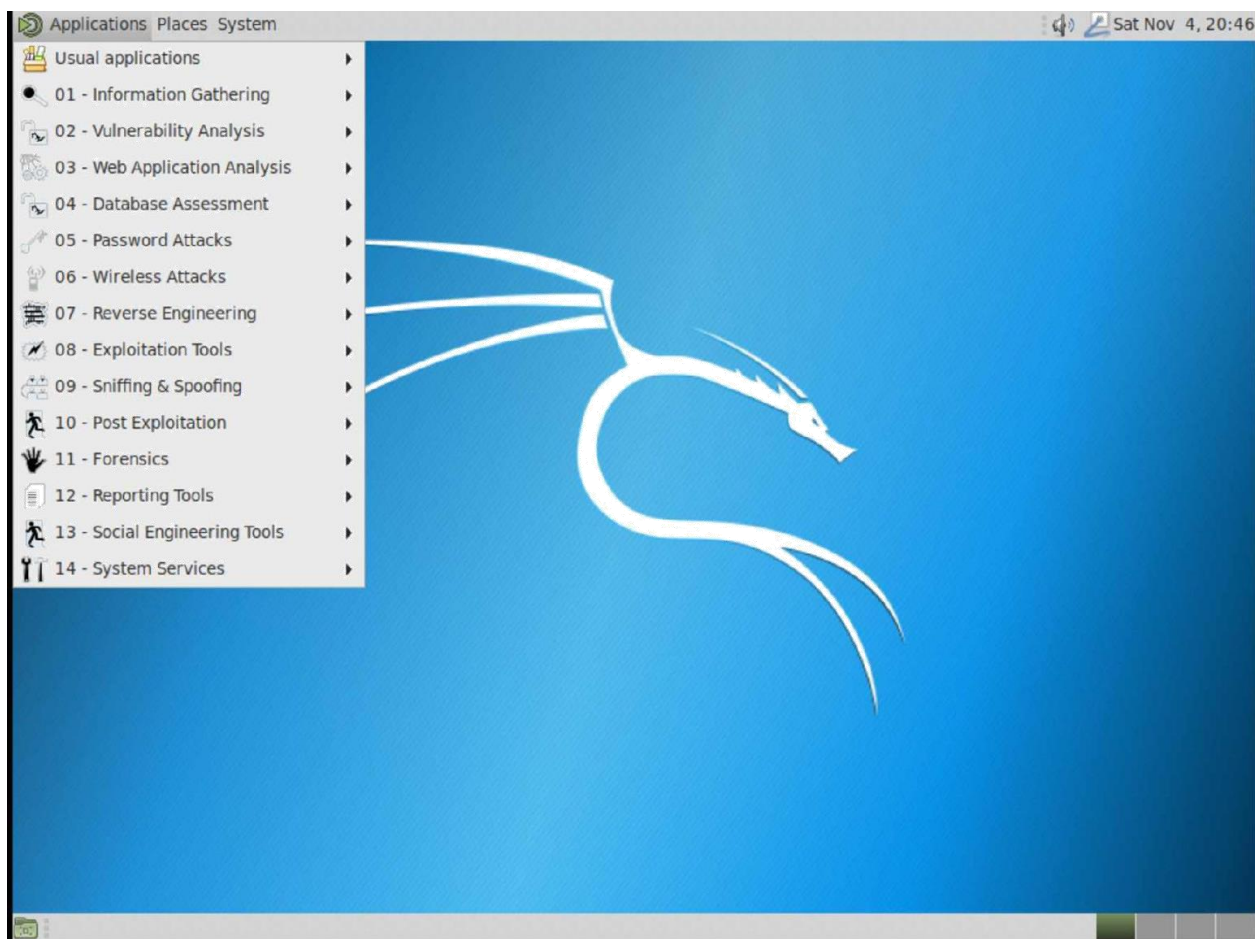 Applications Places System
Sat Nov 4, 20:46
Usual applications
01 - Information Gathering
02 - Vulnerability Analysis
03 - Web Application Analysis
04 - Database Assessment
05 - Password Attacks
06 - Wireless Attacks
07 - Reverse Engineering
08 - Exploitation Tools
09 - Sniffing & Spoofing
10 - Post Exploitation
11 - Forensics
12 - Reporting Tools
13 - Social Engineering Tools
14 - System Services